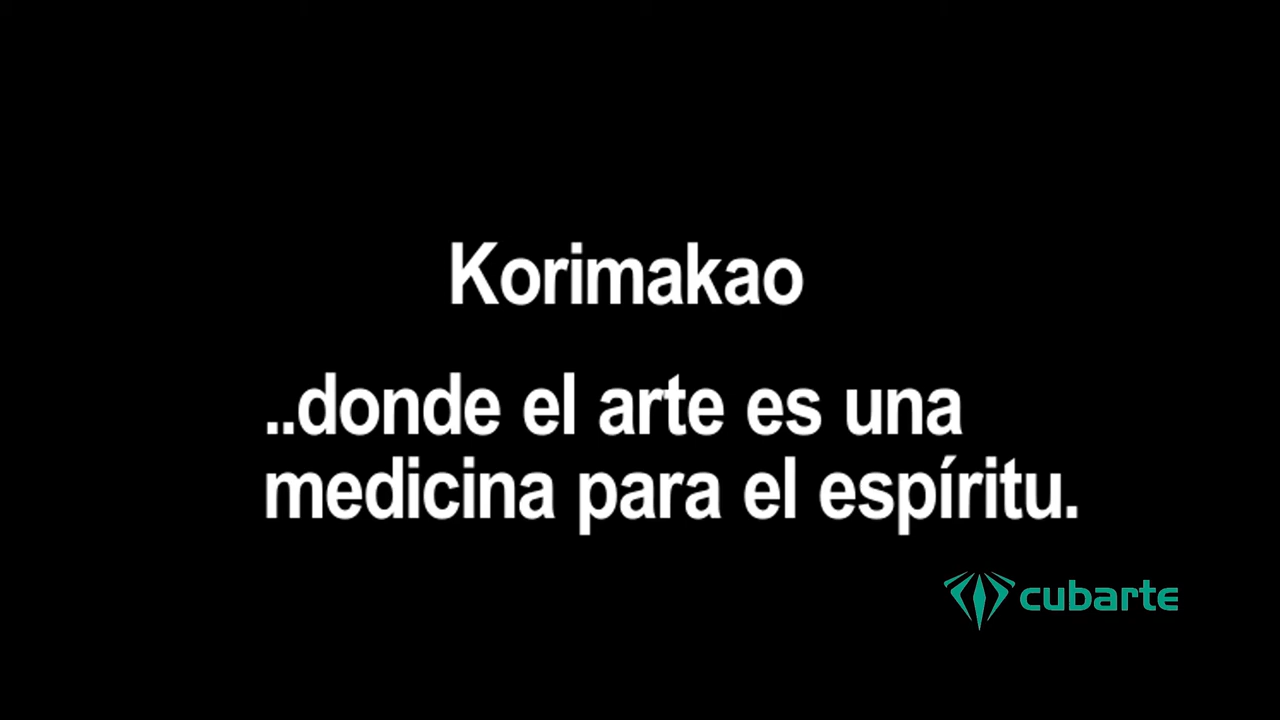 Korimakao
..donde el arte es una
medicina para el espíritu.
cubarte